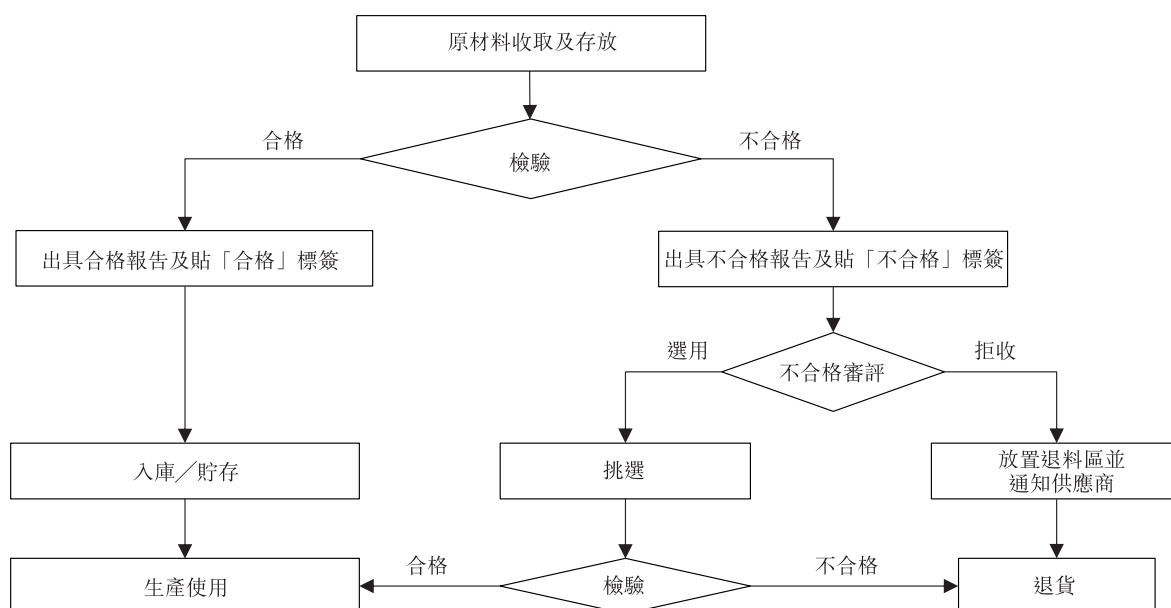 原材料收取及存放
合格
不合格
檢驗
出具合格報告及貼「合格」標簽
出具不合格報告及貼「不合格」標簽
選用
拒收
不合格審評
入庫／貯存
挑選
放置退料區並
通知供應商
合格
不合格
生產使用
檢驗
退貨